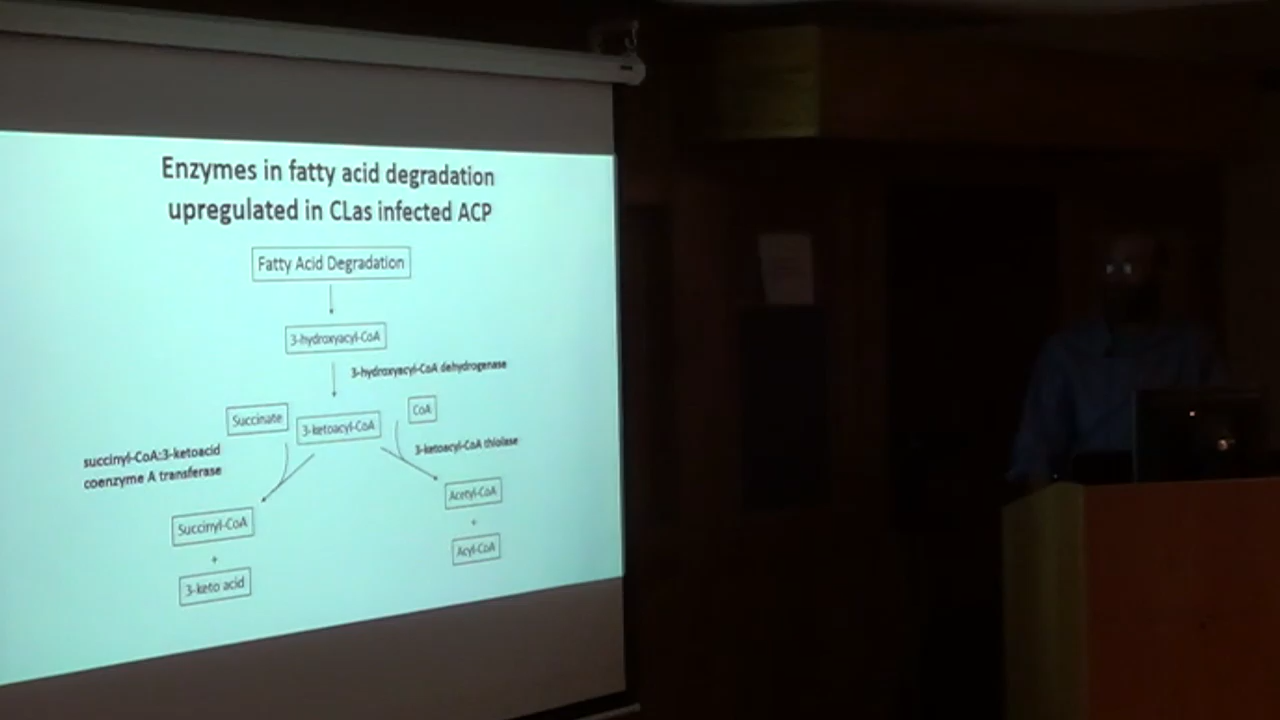 Enzymes in fatty acid degradation
upregulated in CLas infected ACP
Fatty Acid Degradation
3-hydroxyacyl-CoA
3-hydroxyacyl-CoA dehydrogenase
Succinate
3-ketoacyl-CoA
CoA
succinyl-CoA:3-ketoacid
coenzyme A transferase
3-ketoacyl-CoA thiolase
Succinyl-CoA
+
3-keto acid
Acetyl-CoA
+
Acyl-CoA